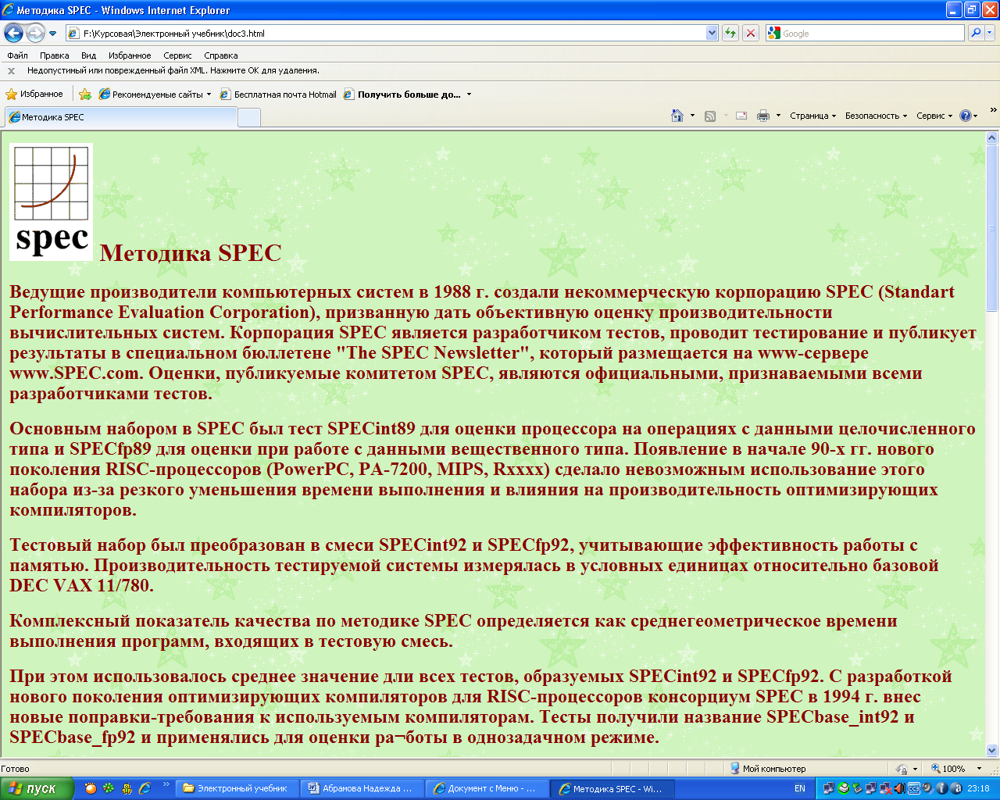 Методика SPEC - Windows Internet Explorer
F:\Курсовая\Электронный учебник\doc3.html
Google
Файл Правка Вид Избранное Сервис Справка
Недопустимый или поврежденный файл XML. Нажмите ОК для удаления.
Избранное Рекомендуемые сайты Бесплатная почта Hotmail Получить больше до...
Методика SPEC
Страница Безопасность Сервис
spec
Методика SPEC
Ведущие производители компьютерных систем в 1988 г. создали некоммерческую корпорацию SPEC (Standart
Performance Evaluation Corporation), призванную дать объективную оценку производительности
вычислительных систем. Корпорация SPEC является разработчиком тестов, проводит тестирование и публикует
результаты в специальном бюллетене "The SPEC Newsletter", который размещается на www-сервере
www.SPEC.com. Оценки, публикуемые комитетом SPEC, являются официальными, признаваемыми всеми
разработчиками тестов.
Основным набором в SPEC был тест SPECint89 для оценки процессора на операциях с данными целочисленного
типа и SPECfp89 для оценки при работе с данными вещественного типа. Появление в начале 90-х гг. нового
поколения RISC-процессоров (PowerPC, PA-7200, MIPS, Rxxxx) сделало невозможным использование этого
набора из-за резкого уменьшения времени выполнения и влияния на производительность оптимизирующих
компиляторов.
Тестовый набор был преобразован в смеси SPECint92 и SPECfp92, учитывающие эффективность работы с
памятью. Производительность тестируемой системы измерялась в условных единицах относительно базовой
DEC VAX 11/780.
Комплексный показатель качества по методике SPEC определяется как среднегеометрическое времени
выполнения программ, входящих в тестовую смесь.
При этом использовалось среднее значение дли всех тестов, образуемых SPECint92 и SPECfp92. С разработкой
нового поколения оптимизирующих компиляторов для RISC-процессоров консорциум SPEC в 1994 г. внес
новые поправки-требования к используемым компиляторам. Тесты получили название SPECbase_int92 и
SPECbase_fp92 и применялись для оценки ра¬боты в однозадачном режиме.
Готово Мой компьютер 100%
пуск Электронный учебник Абрамова Надежда ... Документ с Меню - ... Методика SPEC - Wi... EN 23:18